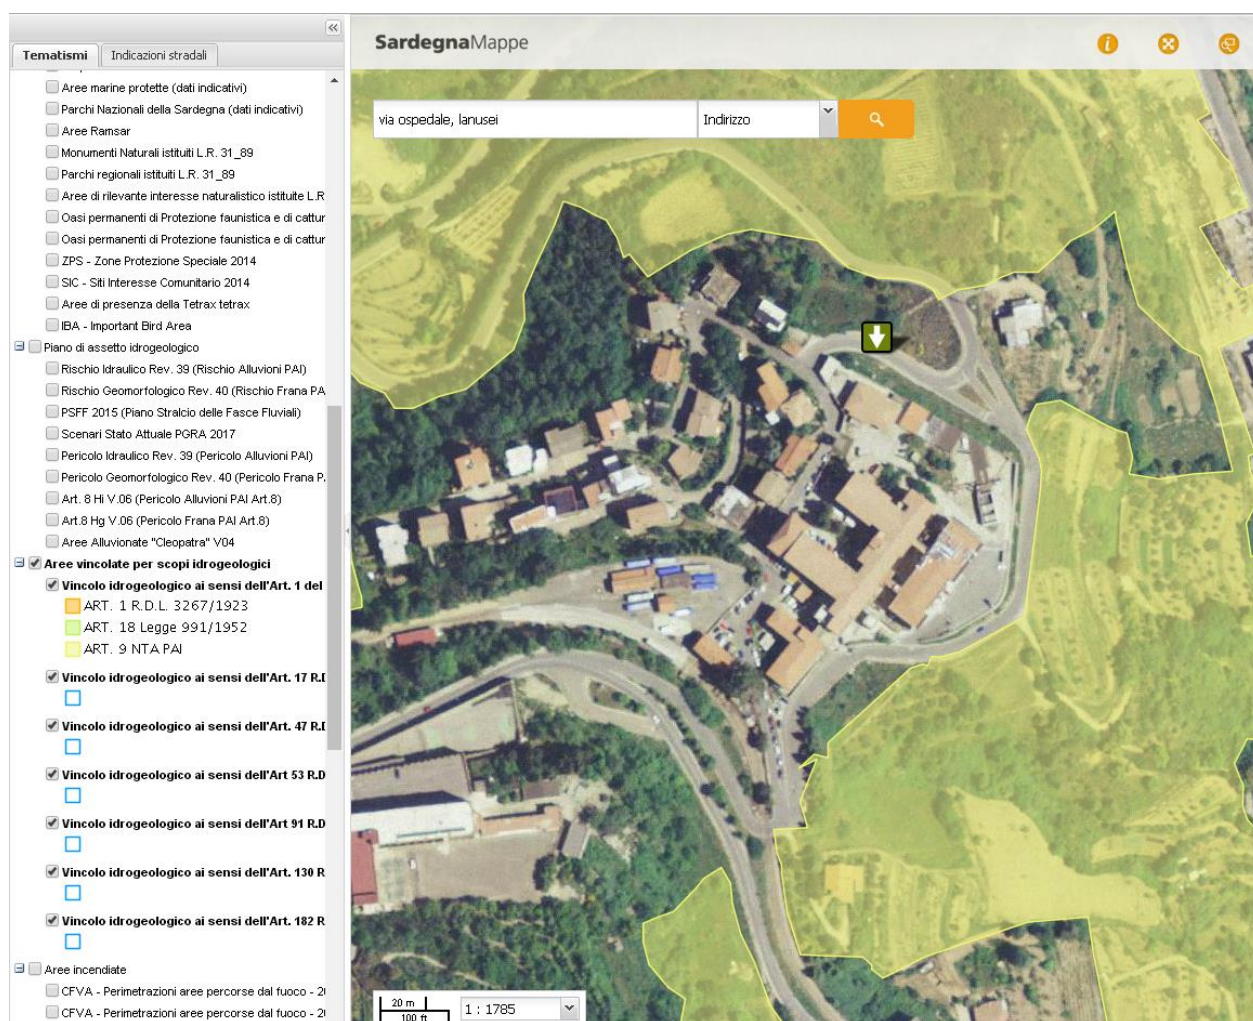 Tematismi
Indicazioni stradali
Aree marine protette (dati indicativi)
Parchi Nazionali della Sardegna (dati indicativi)
Aree Ramsar
Monumenti Naturali istituiti L.R. 31_89
Parchi regionali istituiti L.R. 31_89
Aree di rilevante interesse naturalistico istituite L.R
Oasi permanenti di Protezione faunistica e di cattur
Oasi permanenti di Protezione faunistica e di cattur
ZPS - Zone Protezione Speciale 2014
SIC - Siti Interesse Comunitario 2014
Aree di presenza della Tetrax tetrax
IBA - Important Bird Area
Piano di assetto idrogeologico
Rischio Idraulico Rev. 39 (Rischio Alluvioni PAI)
Rischio Geomorfologico Rev. 40 (Rischio Frana PA
PSFF 2015 (Piano Stralcio delle Fasce Fluviali)
Scenari Stato Attuale PGRA 2017
Pericolo Idraulico Rev. 39 (Pericolo Alluvioni PAI)
Pericolo Geomorfologico Rev. 40 (Pericolo Frana P.
Art. 8 Hi V.06 (Pericolo Alluvioni PAI Art.8)
Art.8 Hg V.06 (Pericolo Frana PAI Art.8)
Aree Alluvionate "Cleopatra" V04
Aree vincolate per scopi idrogeologici
Vincolo idrogeologico ai sensi dell'Art. 1 del
ART. 1 R.D.L. 3267/1923
ART. 18 Legge 991/1952
ART. 9 NTA PAI
Vincolo idrogeologico ai sensi dell'Art. 17 R.D
Vincolo idrogeologico ai sensi dell'Art. 47 R.D
Vincolo idrogeologico ai sensi dell'Art 53 R.D
Vincolo idrogeologico ai sensi dell'Art 91 R.D
Vincolo idrogeologico ai sensi dell'Art. 130 R
Vincolo idrogeologico ai sensi dell'Art. 182 R
Aree incendiate
CFVA - Perimetrazioni aree percorse dal fuoco - 20
CFVA - Perimetrazioni aree percorse dal fuoco - 20
SardegnaMappe
i
via ospedale, lanusei
Indirizzo
20 m
100 ft
1 : 1785